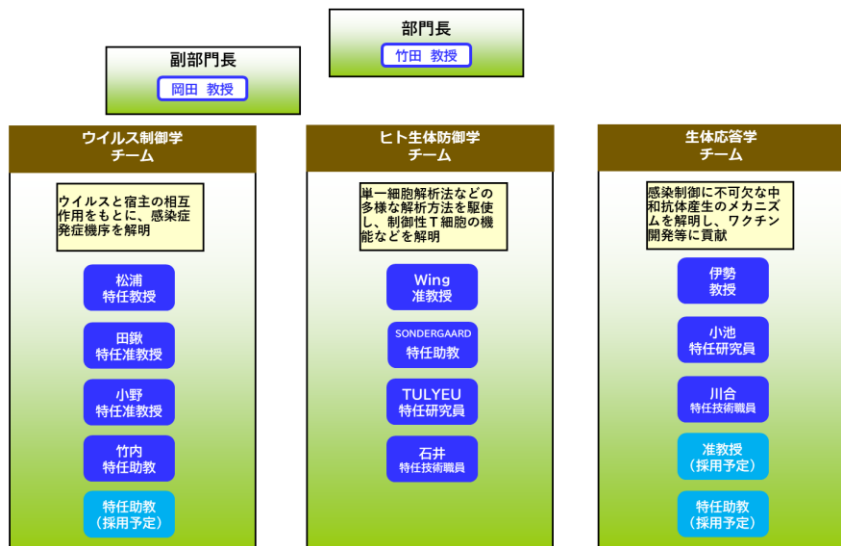 部門長
竹田 教授
副部門長
岡田 教授
ウイルス制御学
チーム
ウイルスと宿主の相互
作用をもとに、感染症
発症機序を解明
松浦
特任教授
田鍬
特任准教授
小野
特任准教授
竹内
特任助教
特任助教
（採用予定）
ヒト生体防御学
チーム
単一細胞解析法などの
多様な解析方法を駆使
し、制御性T細胞の機
能などを解明
Wing
准教授
SONDERGAARD
特任助教
TULYEU
特任研究員
石井
特任技術職員
生体応答学
チーム
感染制御に不可欠な中
和抗体産生のメカニズ
ムを解明し、ワクチン
開発等に貢献
伊勢
教授
小池
特任研究員
川合
特任技術職員
准教授
（採用予定）
特任助教
（採用予定）